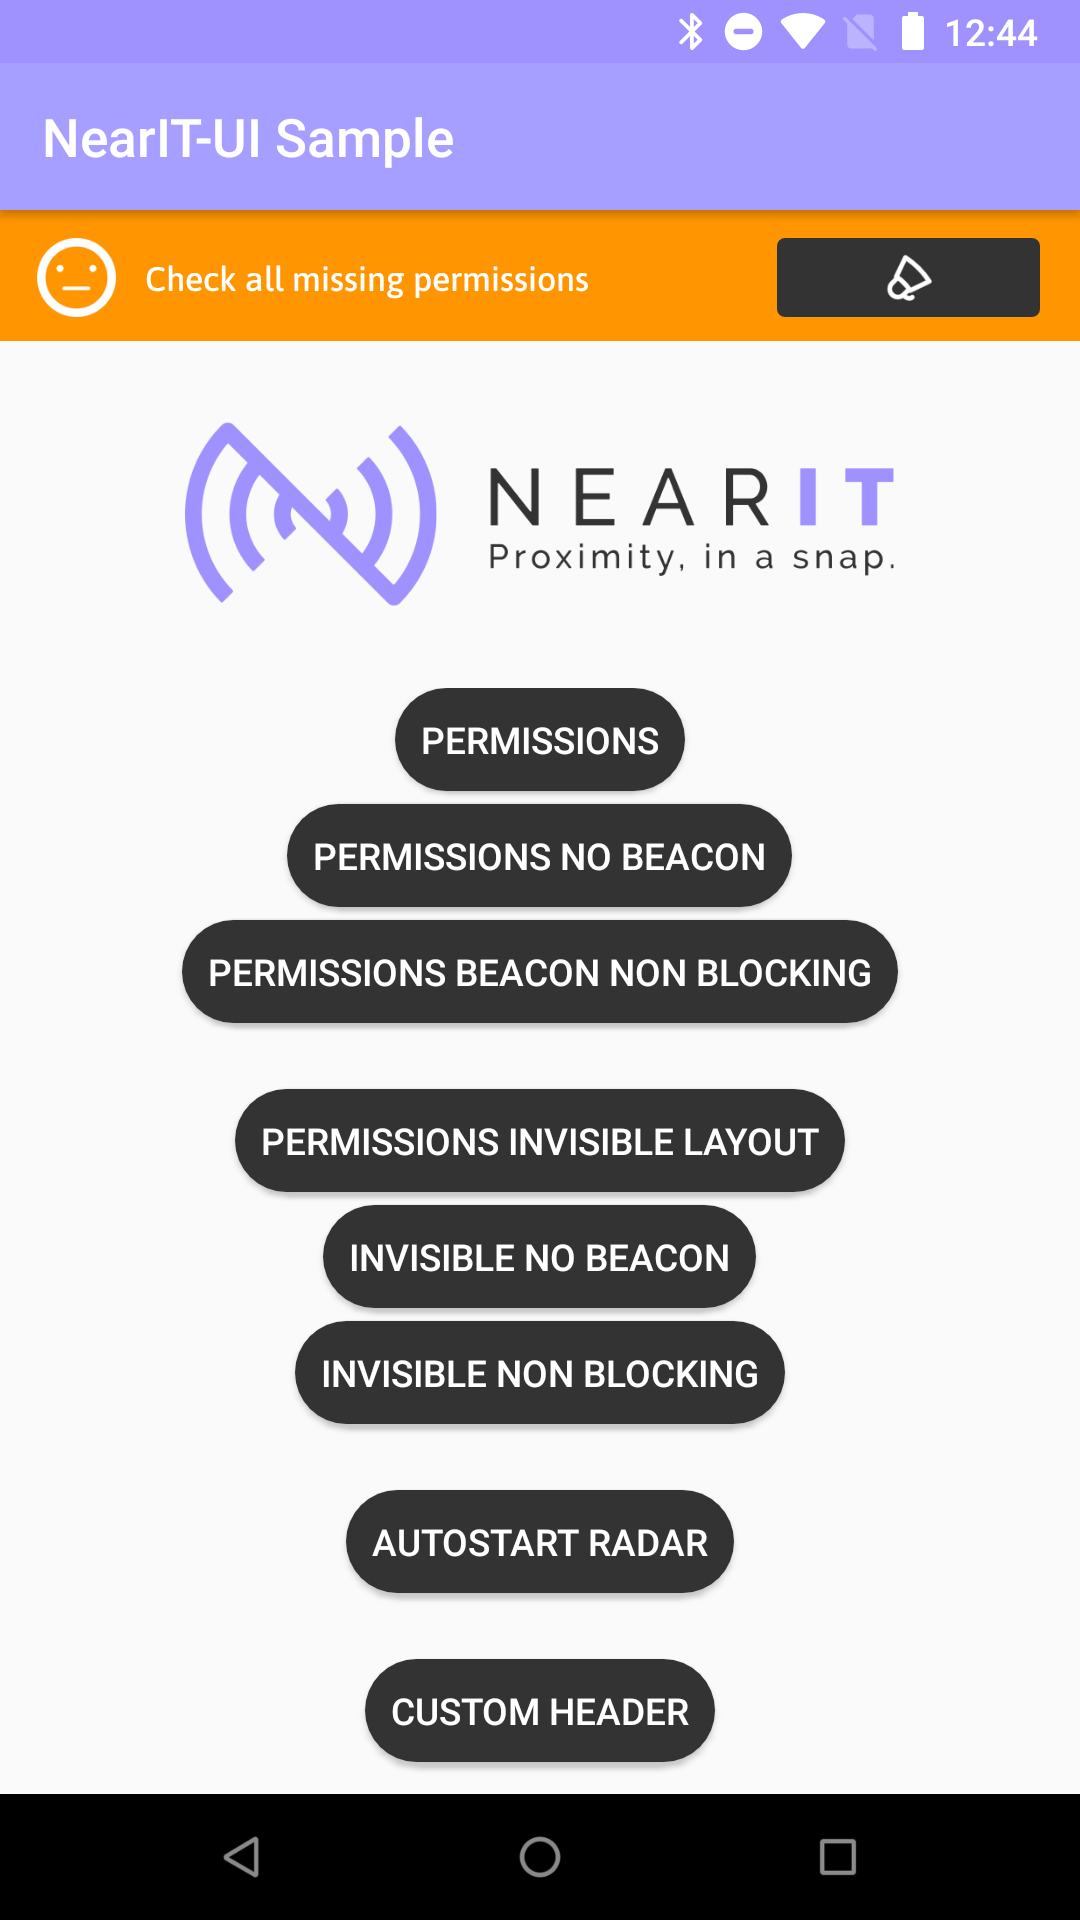 12:44
NearIT-UI Sample
Check all missing permissions
NEARIT
Proximity, in a snap.
PERMISSIONS
PERMISSIONS NO BEACON
PERMISSIONS BEACON NON BLOCKING
PERMISSIONS INVISIBLE LAYOUT
INVISIBLE NO BEACON
INVISIBLE NON BLOCKING
AUTOSTART RADAR
CUSTOM HEADER